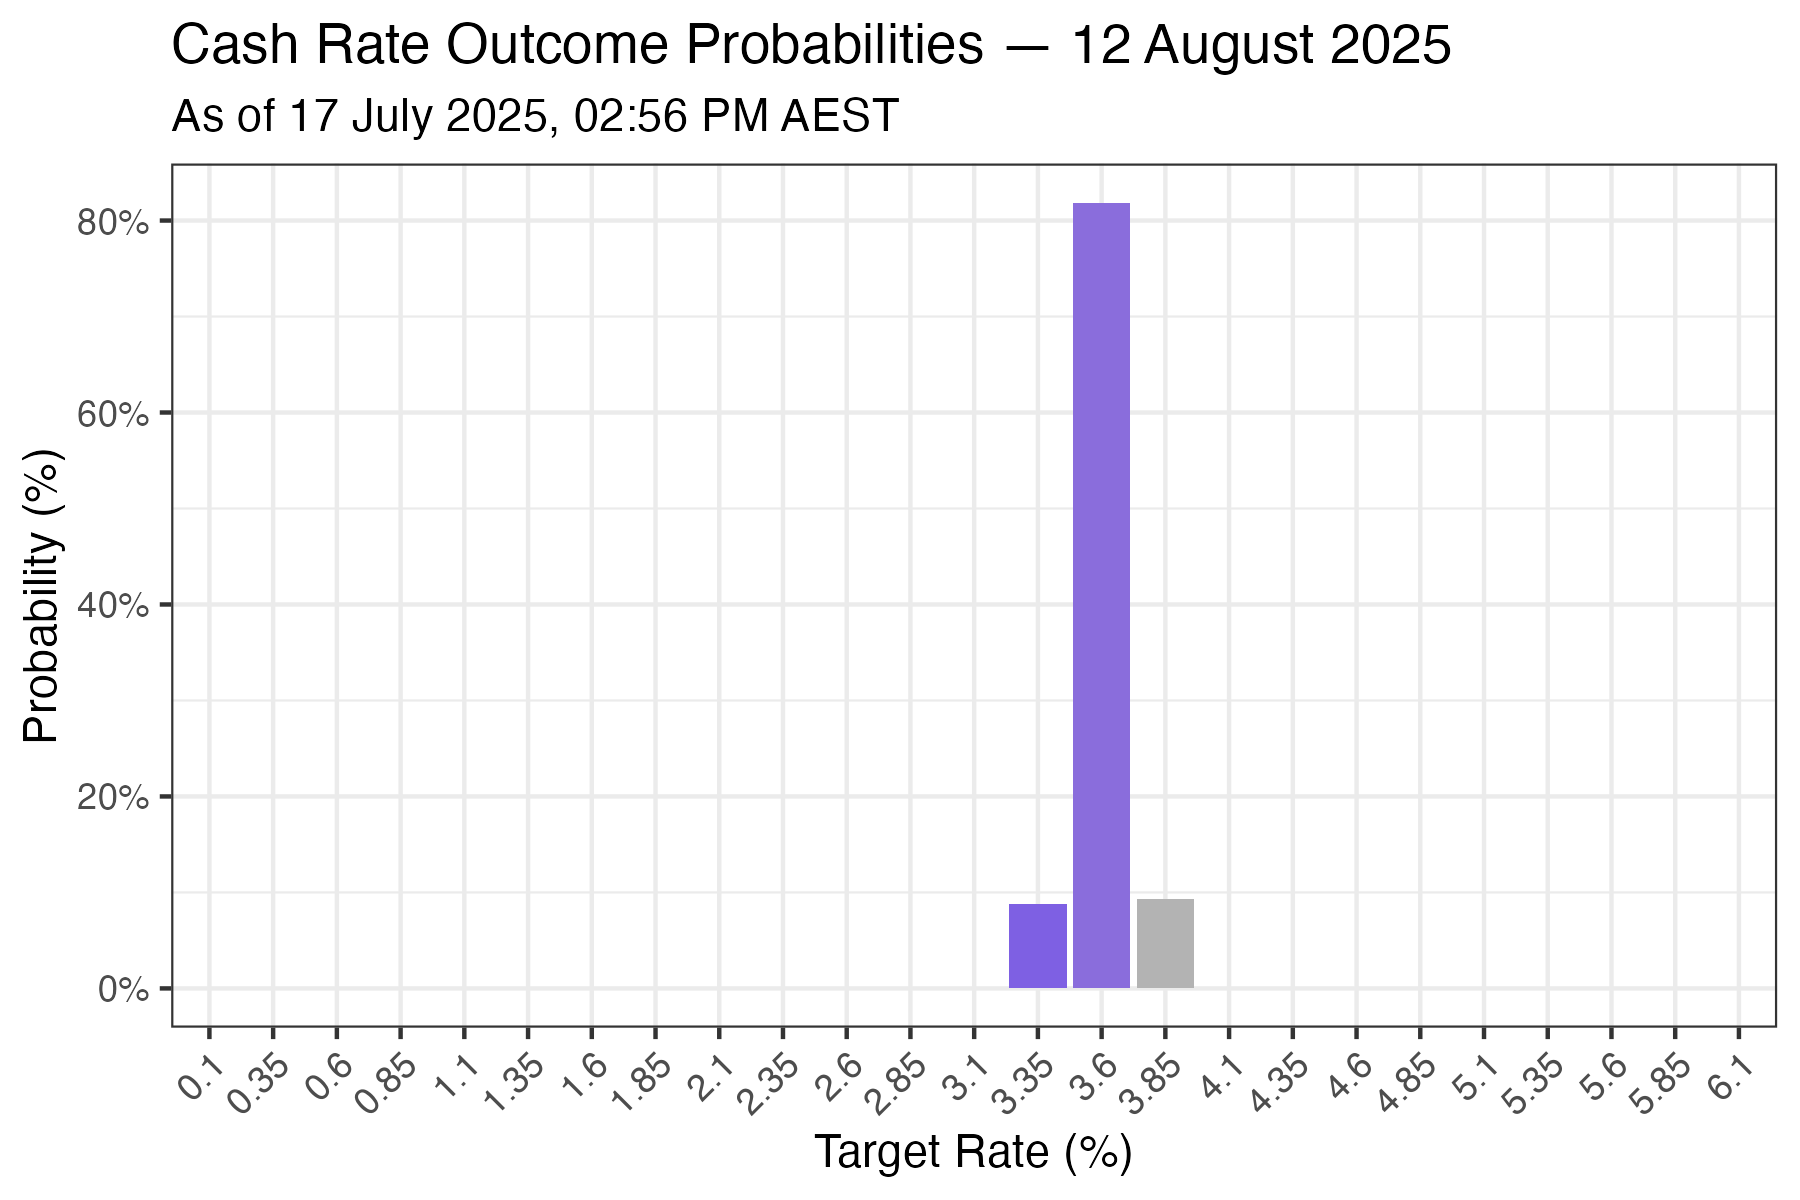 Cash Rate Outcome Probabilities — 12 August 2025
As of 17 July 2025, 02:56 PM AEST
Probability (%)
80%
60%
40%
20%
0%
0.1 0.35 0.6 0.85 1.1 1.35 1.6 1.85 2.1 2.35 2.6 2.85 3.1 3.35 3.6 3.85 4.1 4.35 4.6 4.85 5.1 5.35 5.6 5.85 6.1
Target Rate (%)